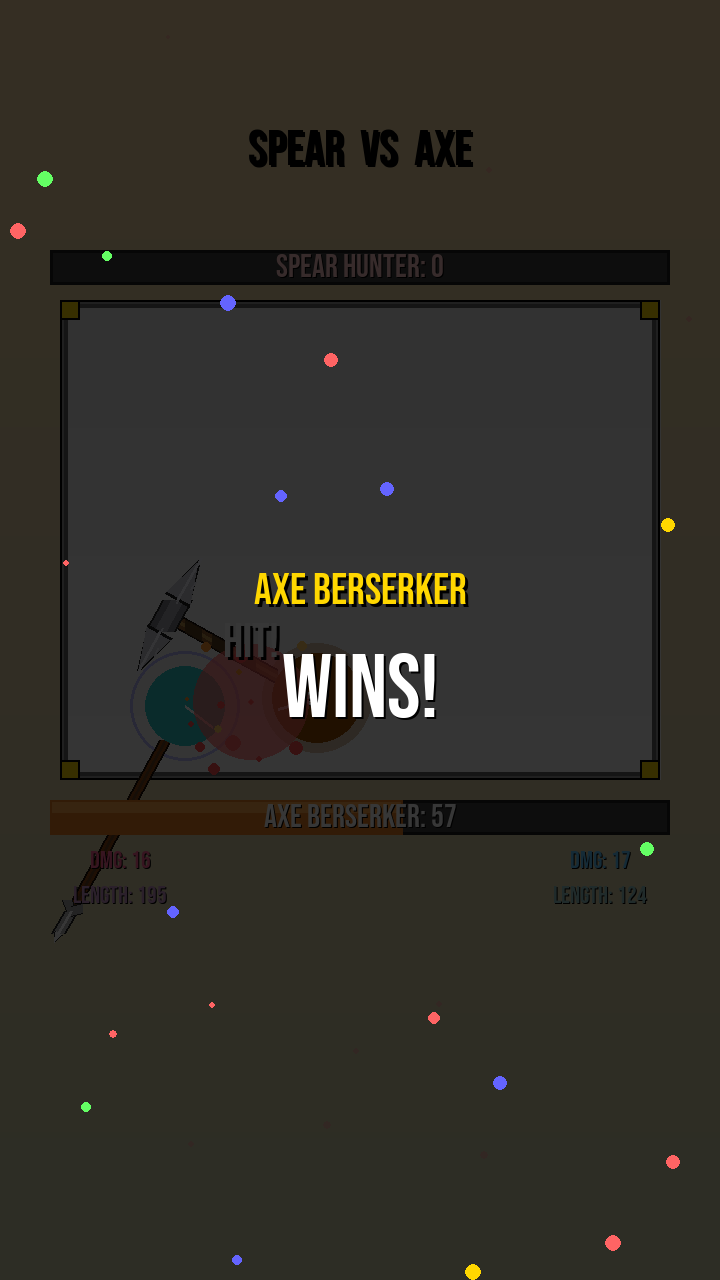 SPEAR VS AXE
SPEAR HUNTER: 0
AXE BERSERKER
HIT!
WINS!
AXE BERSERKER: 57
DMG: 16
DMG: 17
LENGTH: 195
LENGTH: 124